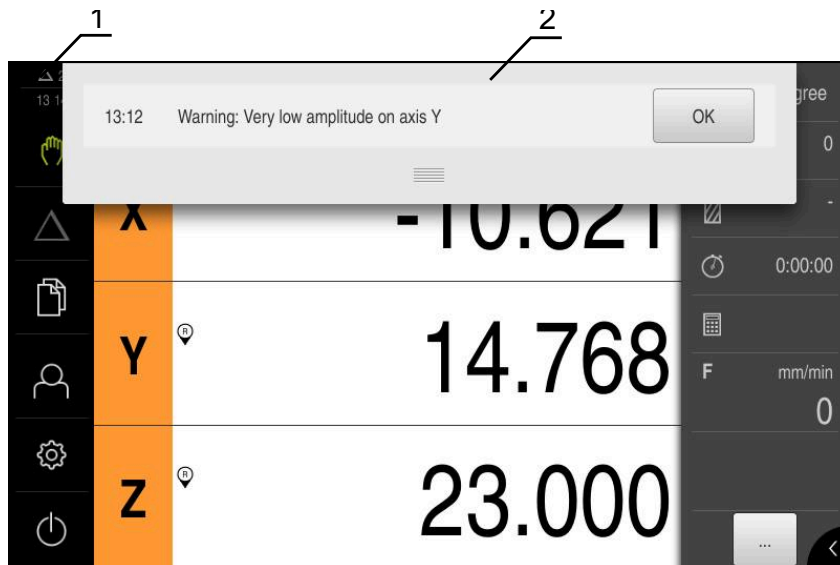 1
2
13:12 Warning: Very low amplitude on axis Y OK
X -10.621
0
-
0:00:00
Y R 14.768
F mm/min
0
Z R 23.000
...